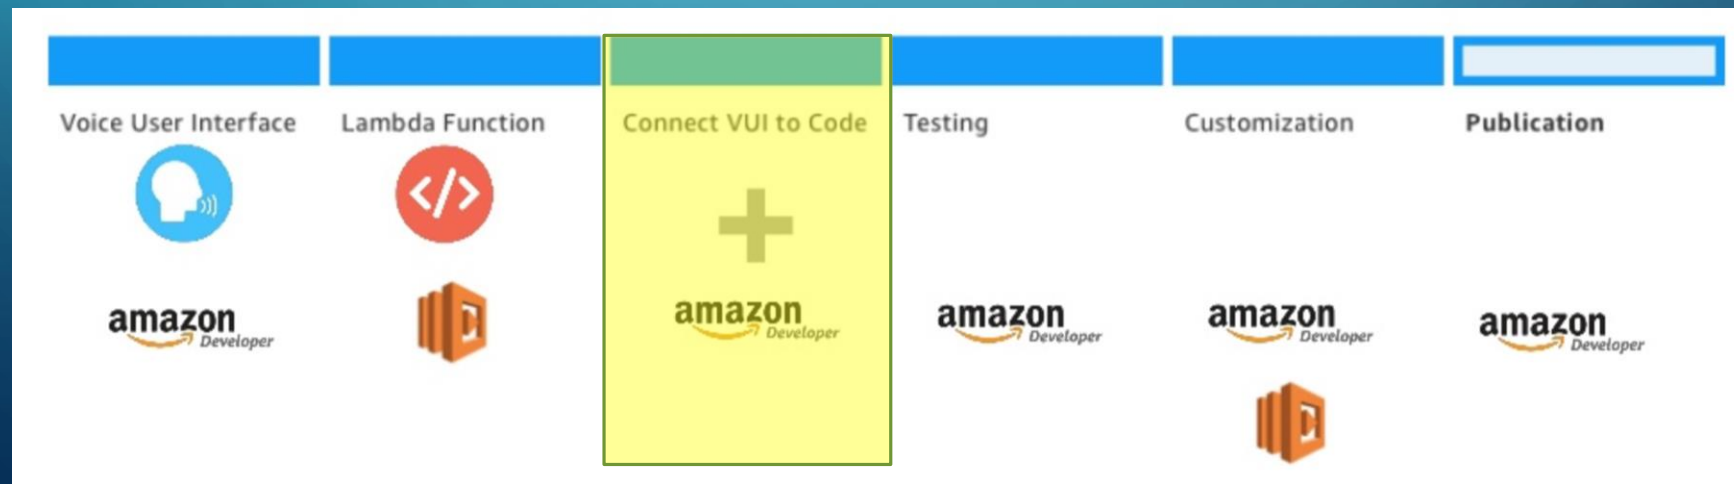 Voice User Interface
Lambda Function
Connect VUI to Code
Testing
Customization
Publication
</>
amazon
Developer
amazon
Developer
amazon
Developer
amazon
Developer
amazon
Developer